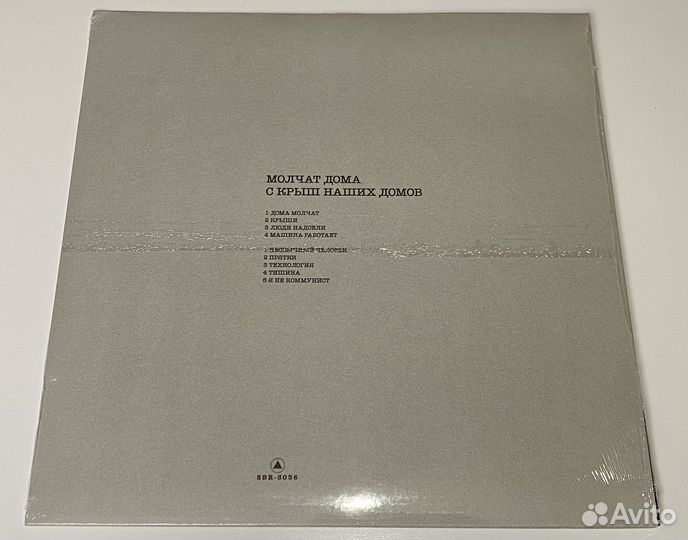 МОЛЧАТ ДОМА
С КРЫШ НАШИХ ДОМОВ
1 ДОМА МОЛЧАТ
2 КРЫШИ
3 ЛЮДИ НАДОЕЛИ
4 МАШИНА РАБОТАЕТ
ЧЕЛОВЕК
2 ПРЯТКИ
3 ТЕХНОЛОГИЯ
4 ТИШИНА
5 Я НЕ КОММУНИСТ
SBR-3036
Avito